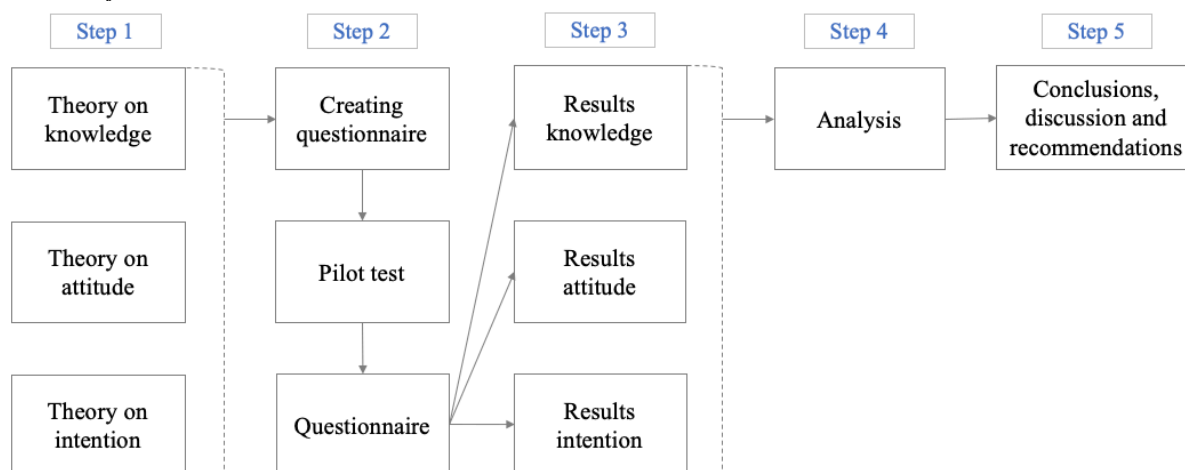 Step 1
Step 2
Step 3
Step 4
Step 5
Theory on
knowledge
Creating
questionnaire
Results
knowledge
Analysis
Conclusions,
discussion and
recommendations
Theory on
attitude
Pilot test
Results
attitude
Theory on
intention
Questionnaire
Results
intention